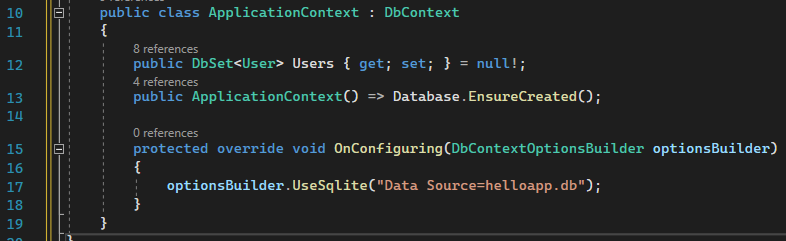 10 public class ApplicationContext : DbContext
11 {
8 references
12 public DbSet<User> Users { get; set; } = null!;
4 references
13 public ApplicationContext() => Database.EnsureCreated();
14
0 references
15 protected override void OnConfiguring(DbContextOptionsBuilder optionsBuilder)
16 {
17 optionsBuilder.UseSqlite("Data Source=helloapp.db");
18 }
19 }